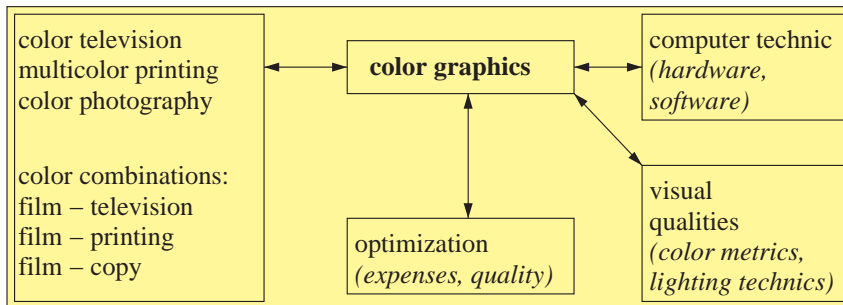 color television
multicolor printing
color photography
color combinations:
film – television
film – printing
film – copy
color graphics
optimization
(expenses, quality)
computer technic
(hardware,
software)
visual
qualities
(color metrics,
lighting technics)